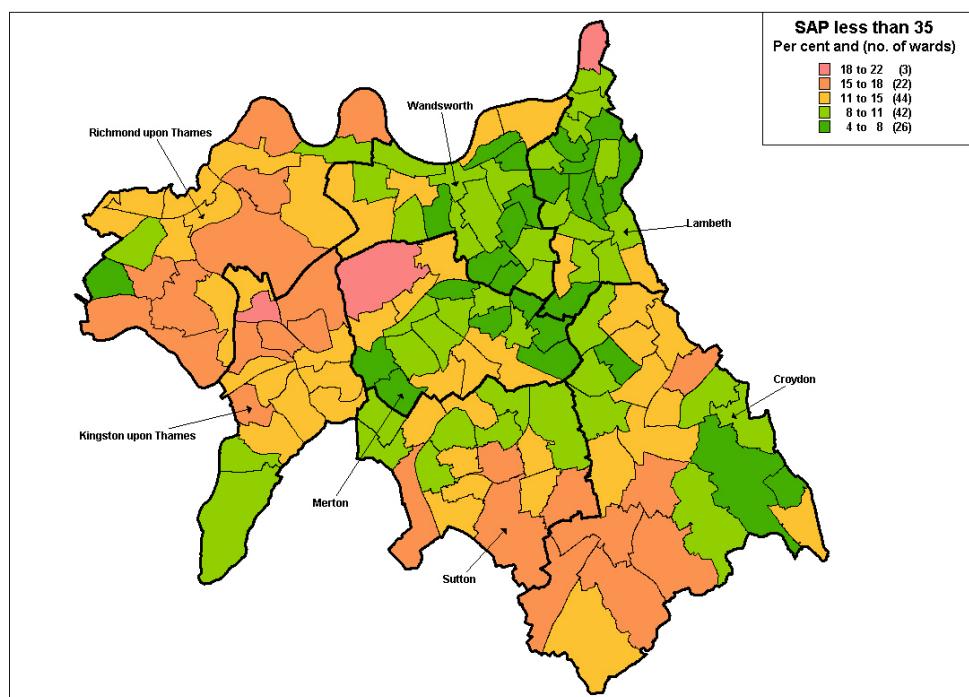 SAP less than 35
Per cent and (no. of wards)
18 to 22 (3)
15 to 18 (22)
11 to 15 (44)
8 to 11 (42)
4 to 8 (26)
Wandsworth
Richmond upon Thames
Lambeth
Croydon
Kingston upon Thames
Merton
Sutton